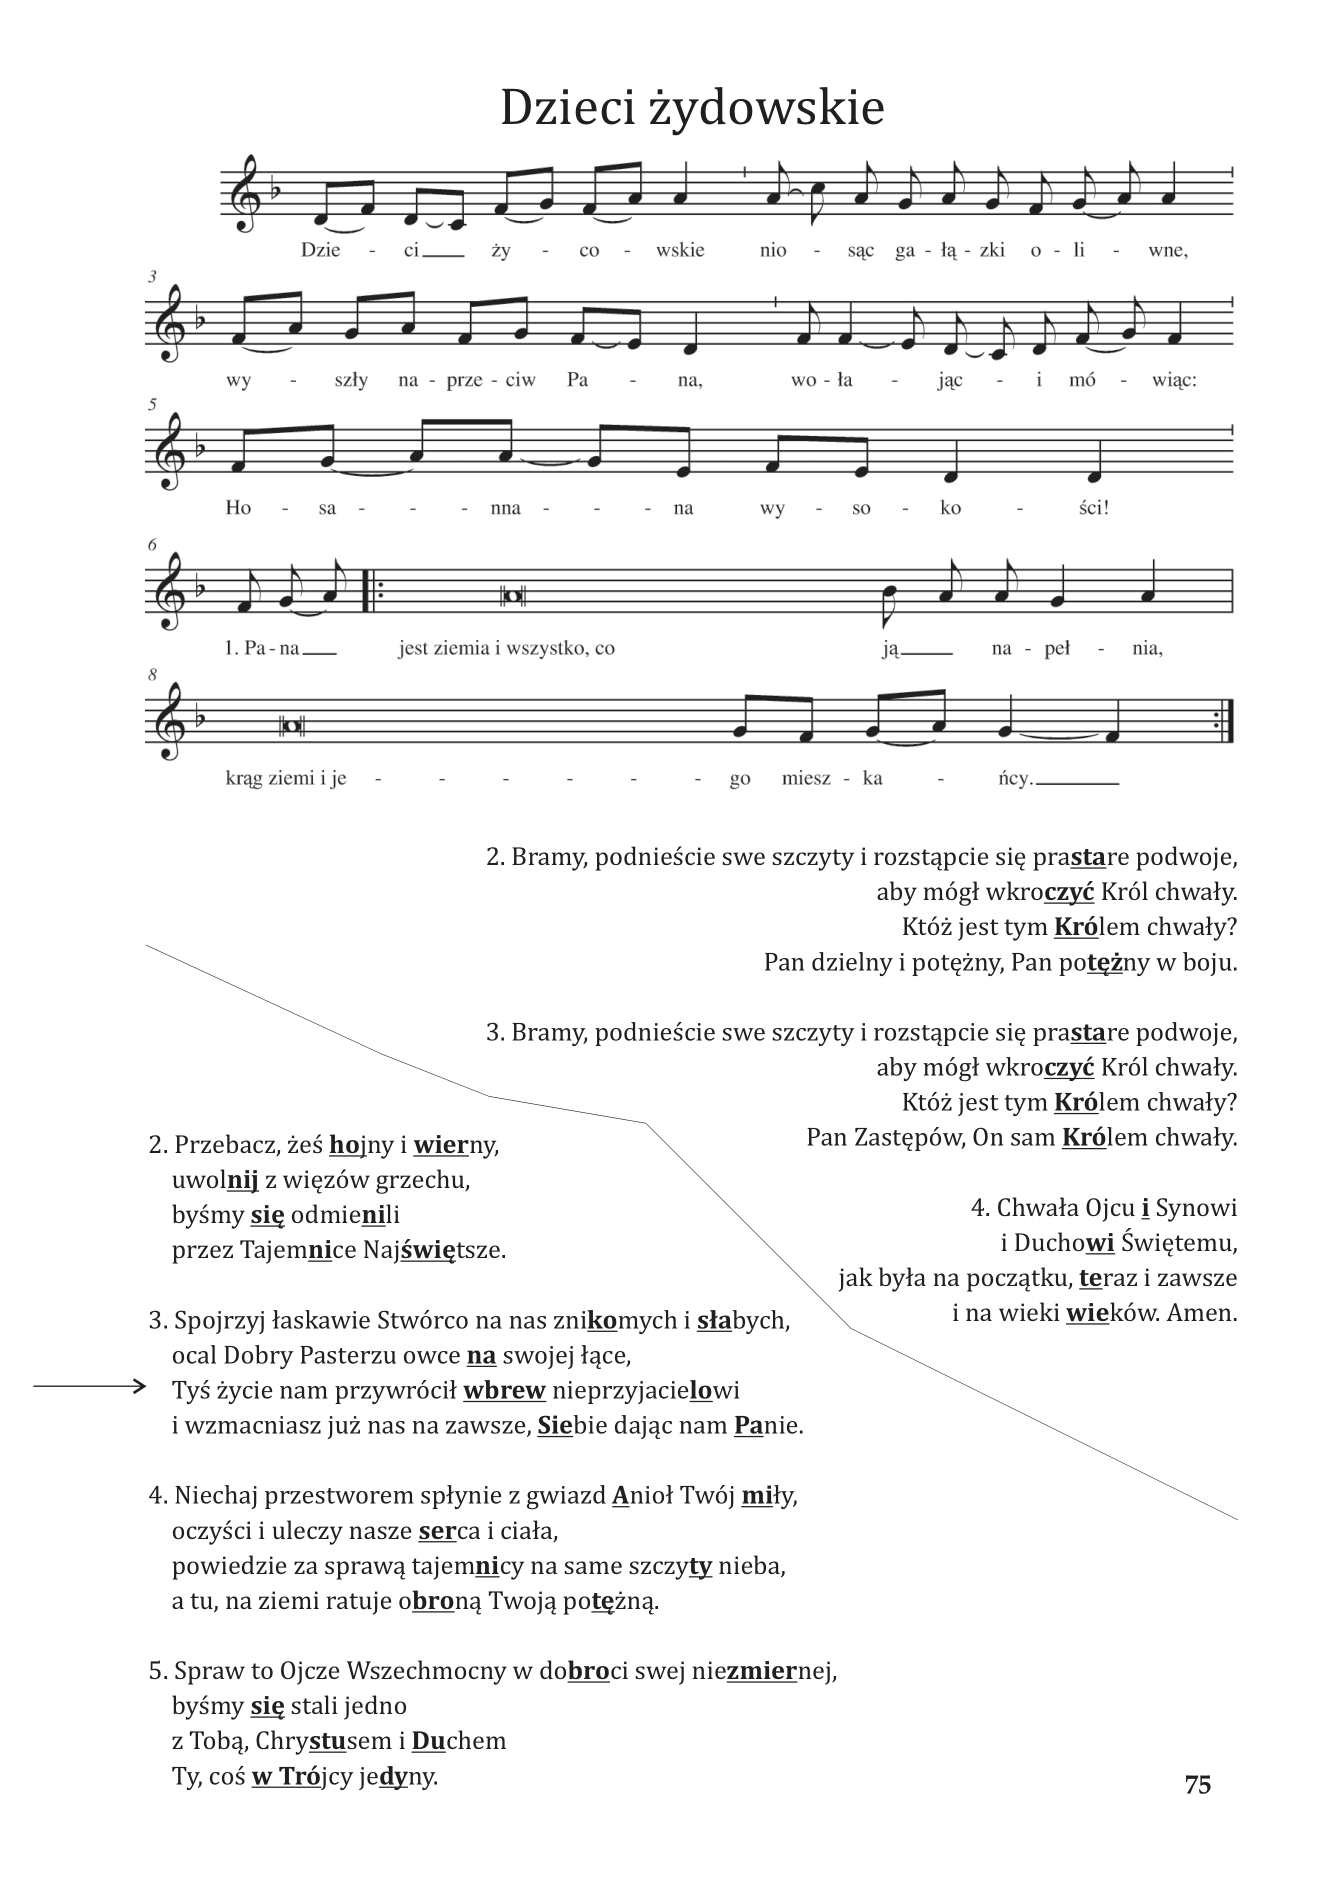 Dzieci żydowskie
Dzie - ci ży - co - wskie nio - sąc ga - łą - zki o - li - wne,
3
wy - szły na - prze - ciw Pa - na, wo - ła - jąc - i mó - wiąc:
5
Ho - sa - - - nna - - - na wy - so - ko - ści!
6
1. Pa - na jest ziemia i wszystko, co ją na - peł - nia,
8
krąg ziemi i je - - - - - - go miesz - ka - ńcy.
2. Bramy, podnieście swe szczyty i rozstąpcie się prastare podwoje,
aby mógł wkroczyć Król chwały.
Któż jest tym Królem chwały?
Pan dzielny i potężny, Pan potężny w boju.
3. Bramy, podnieście swe szczyty i rozstąpcie się prastare podwoje,
aby mógł wkroczyć Król chwały.
Któż jest tym Królem chwały?
Pan Zastępów, On sam Królem chwały.
4. Chwała Ojcu i Synowi
i Duchowi Świętemu,
jak była na początku, teraz i zawsze
i na wieki wieków. Amen.
2. Przebacz, żeś hojny i wierny,
uwolnij z więzów grzechu,
byśmy się odmienili
przez Tajemnice Najświętsze.
3. Spojrzyj łaskawie Stwórco na nas znikomych i słabych,
ocal Dobry Pasterzu owce na swojej łące,
Tyś życie nam przywrócił wbrew nieprzyjacielowi
i wzmacniasz już nas na zawsze, Siebie dając nam Panie.
4. Niechaj przestworem spłynie z gwiazd Anioł Twój miły,
oczyści i uleczy nasze serca i ciała,
powiedzie za sprawą tajemnicy na same szczyty nieba,
a tu, na ziemi ratuje obroną Twoją potężną.
5. Spraw to Ojcze Wszechmocny w dobroci swej niezmiernej,
byśmy się stali jedno
z Tobą, Chrystusem i Duchem
Ty, coś w Trójcy jedyny.
75